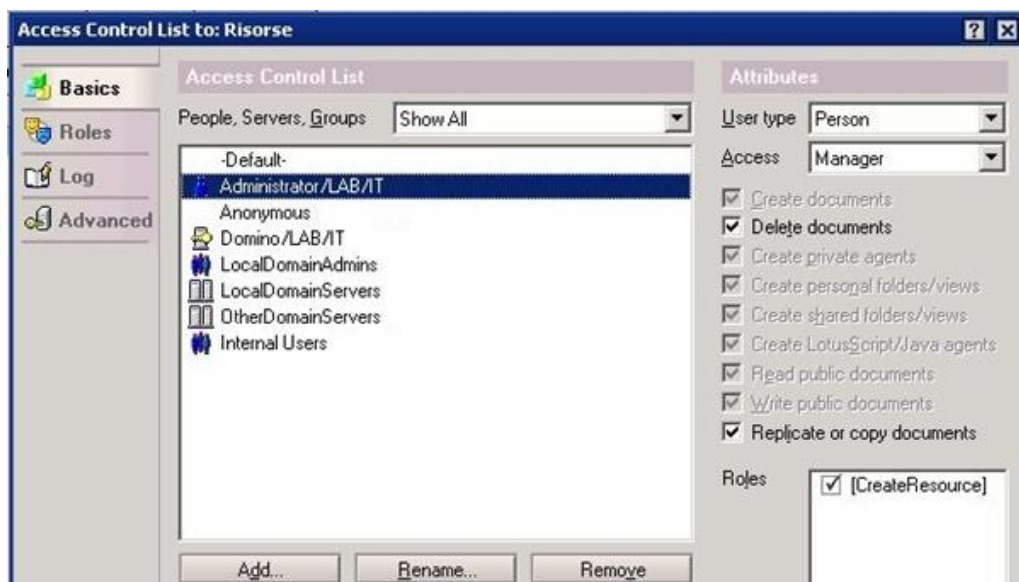 Access Control List to: Risorse
Basics
Roles
Log
Advanced
Access Control List
People, Servers, Groups Show All
-Default-
Administrator/LAB/IT
Anonymous
Domino/LAB/IT
LocalDomainAdmins
LocalDomainServers
OtherDomainServers
Internal Users
Add... Rename... Remove
Attributes
User type Person
Access Manager
Create documents
Delete documents
Create private agents
Create personal folders/views
Create shared folders/views
Create LotusScript/Java agents
Read public documents
Write public documents
Replicate or copy documents
Roles [CreateResource]